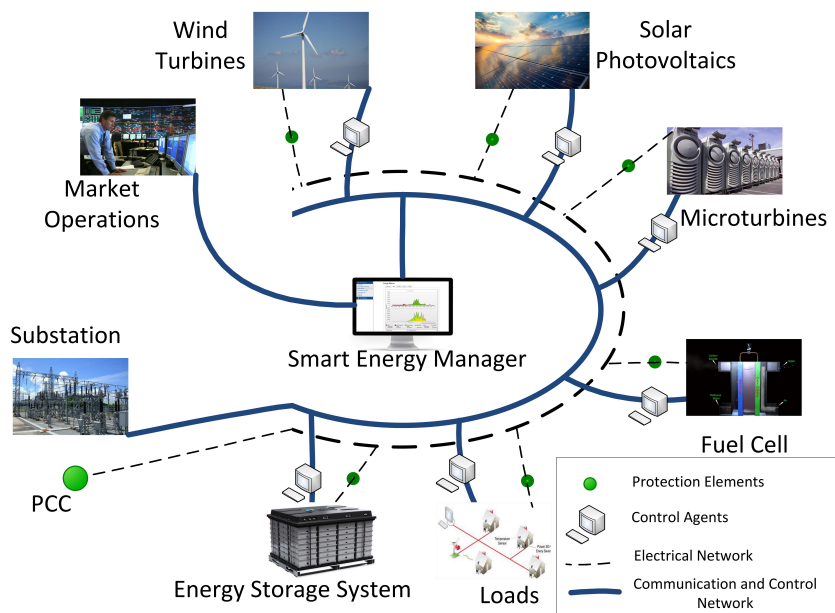 Wind
Turbines
Solar
Photovoltaics
Market
Operations
Microturbines
Substation
Smart Energy Manager
Fuel Cell
PCC
Energy Storage System
Loads
Protection Elements
Control Agents
Electrical Network
Communication and Control
Network